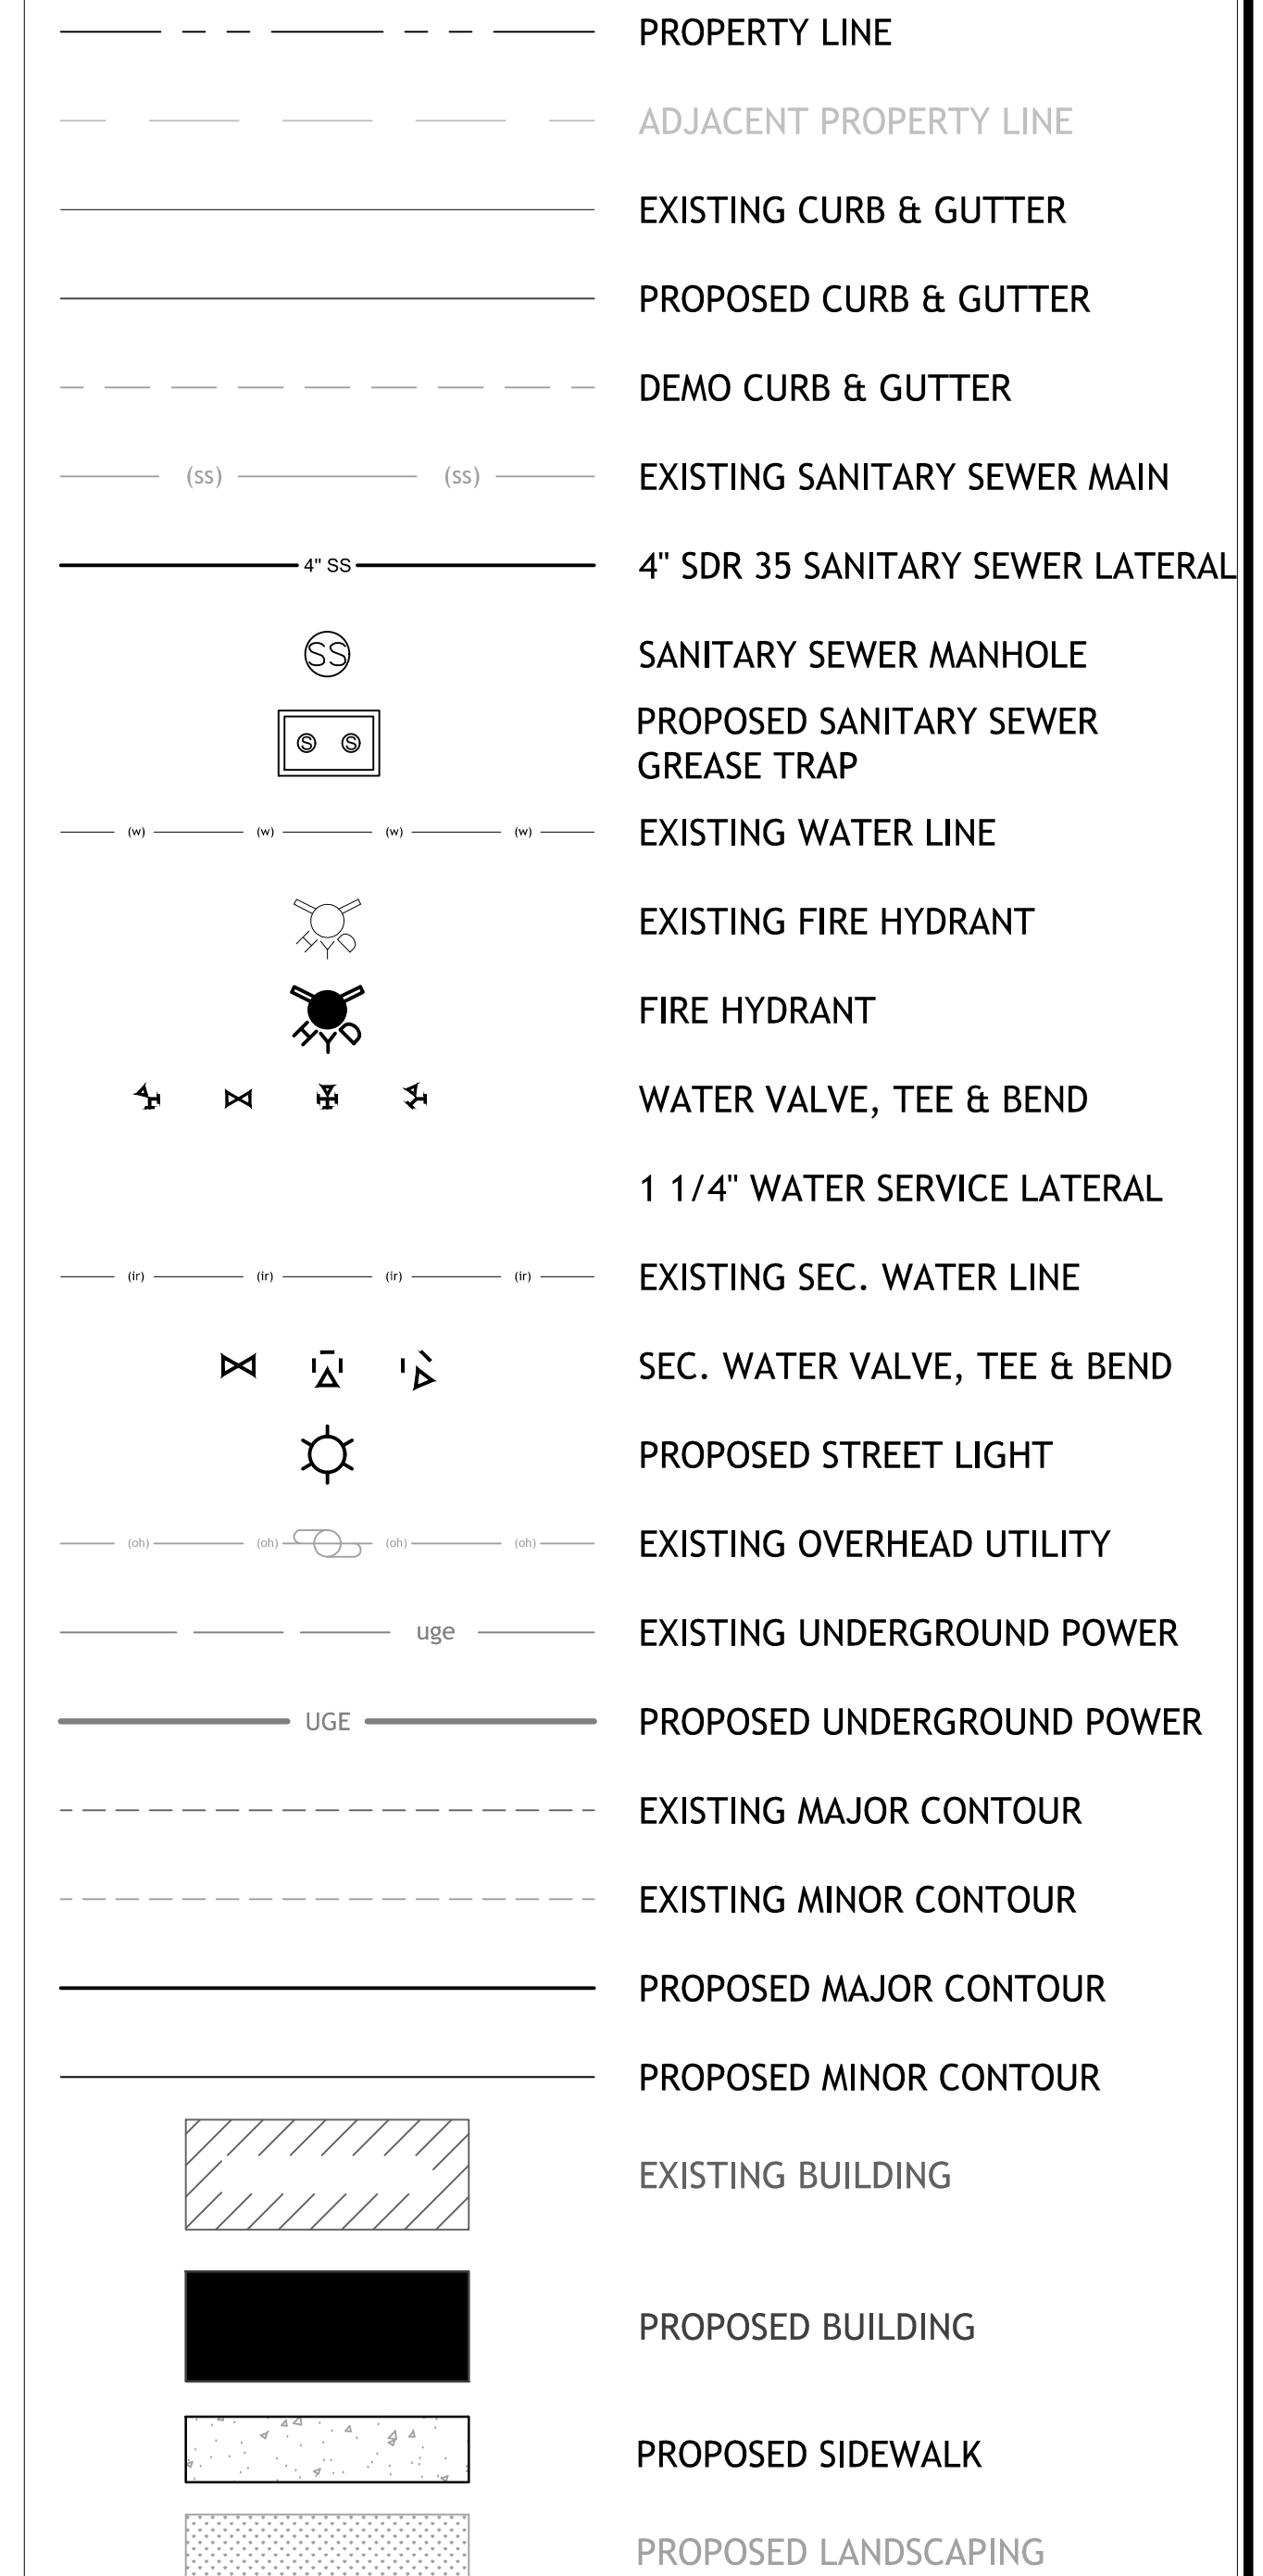 PROPERTY LINE
ADJACENT PROPERTY LINE
EXISTING CURB & GUTTER
PROPOSED CURB & GUTTER
DEMO CURB & GUTTER
(ss) (ss) EXISTING SANITARY SEWER MAIN
4" SS 4" SDR 35 SANITARY SEWER LATERAL
SS SANITARY SEWER MANHOLE
S S PROPOSED SANITARY SEWER
GREASE TRAP
(w) (w) (w) (w) EXISTING WATER LINE
HYD EXISTING FIRE HYDRANT
HYD FIRE HYDRANT
WATER VALVE, TEE & BEND
1 1/4" WATER SERVICE LATERAL
(ir) (ir) (ir) (ir) EXISTING SEC. WATER LINE
SEC. WATER VALVE, TEE & BEND
PROPOSED STREET LIGHT
(oh) (oh) (oh) (oh) EXISTING OVERHEAD UTILITY
uge EXISTING UNDERGROUND POWER
UGE PROPOSED UNDERGROUND POWER
EXISTING MAJOR CONTOUR
EXISTING MINOR CONTOUR
PROPOSED MAJOR CONTOUR
PROPOSED MINOR CONTOUR
EXISTING BUILDING
PROPOSED BUILDING
PROPOSED SIDEWALK
PROPOSED LANDSCAPING